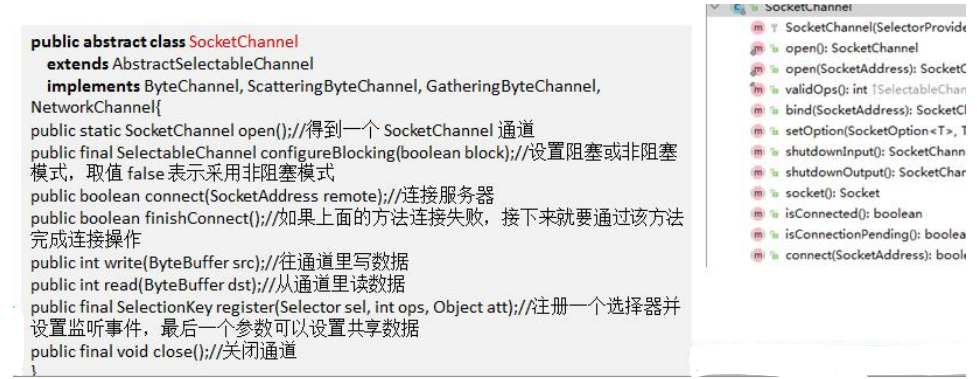 public abstract class SocketChannel
extends AbstractSelectableChannel
implements ByteChannel, ScatteringByteChannel, GatheringByteChannel,
NetworkChannel{
public static SocketChannel open();//得到一个 SocketChannel 通道
public final SelectableChannel configureBlocking(boolean block);//设置阻塞或非阻塞
模式，取值 false 表示采用非阻塞模式
public boolean connect(SocketAddress remote);//连接服务器
public boolean finishConnect();//如果上面的方法连接失败，接下来就要通过该方法
完成连接操作
public int write(ByteBuffer src);//往通道里写数据
public int read(ByteBuffer dst);//从通道里读数据
public final SelectionKey register(Selector sel, int ops, Object att);//注册一个选择器并
设置监听事件，最后一个参数可以设置共享数据
public final void close();//关闭通道
}
SocketChannel
SocketChannel(SelectorProvide
open(): SocketChannel
open(SocketAddress): SocketC
validOps(): int ↑SelectableChan
bind(SocketAddress): SocketCl
setOption(SocketOption<T>, T
shutdownInput(): SocketChann
shutdownOutput(): SocketChar
socket(): Socket
isConnected(): boolean
isConnectionPending(): boolea
connect(SocketAddress): boole